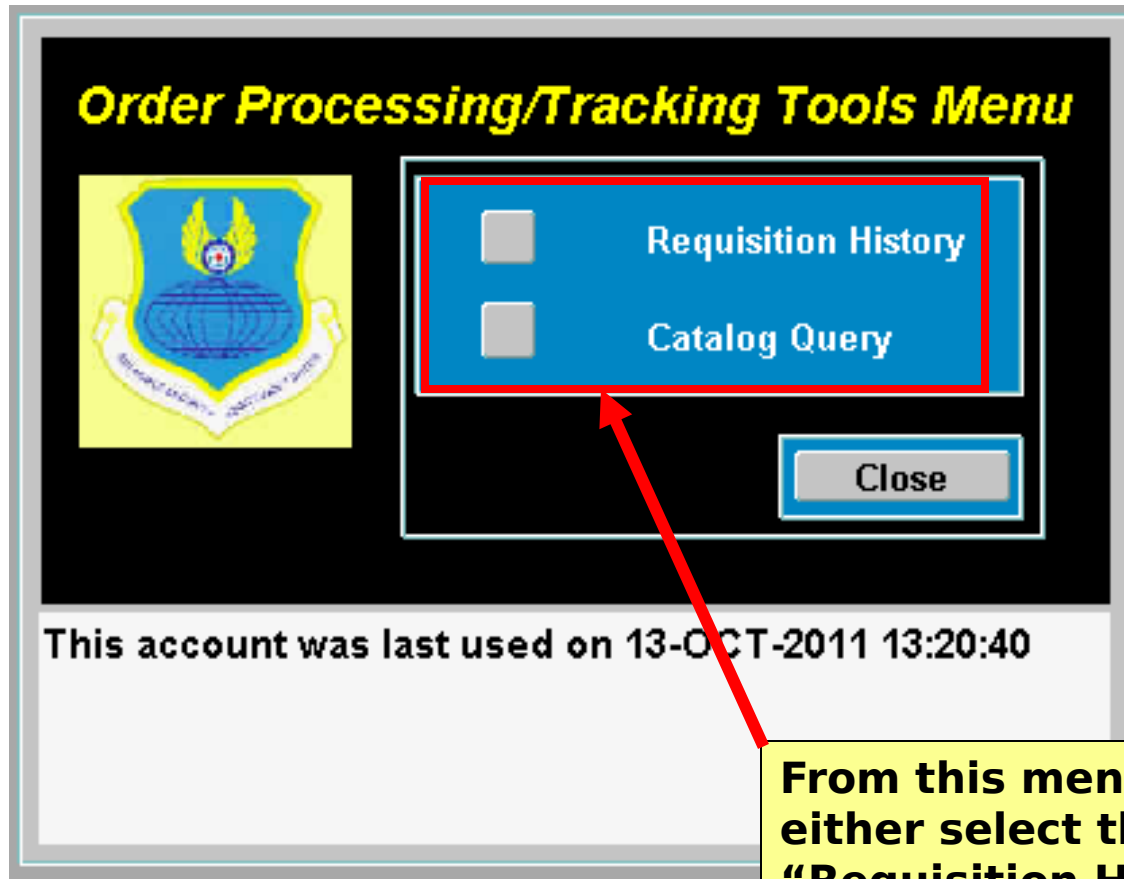 Order Processing/Tracking Tools Menu
Requisition History
Catalog Query
Close
This account was last used on 13-OCT-2011 13:20:40
From this men
either select t
"Requisition H